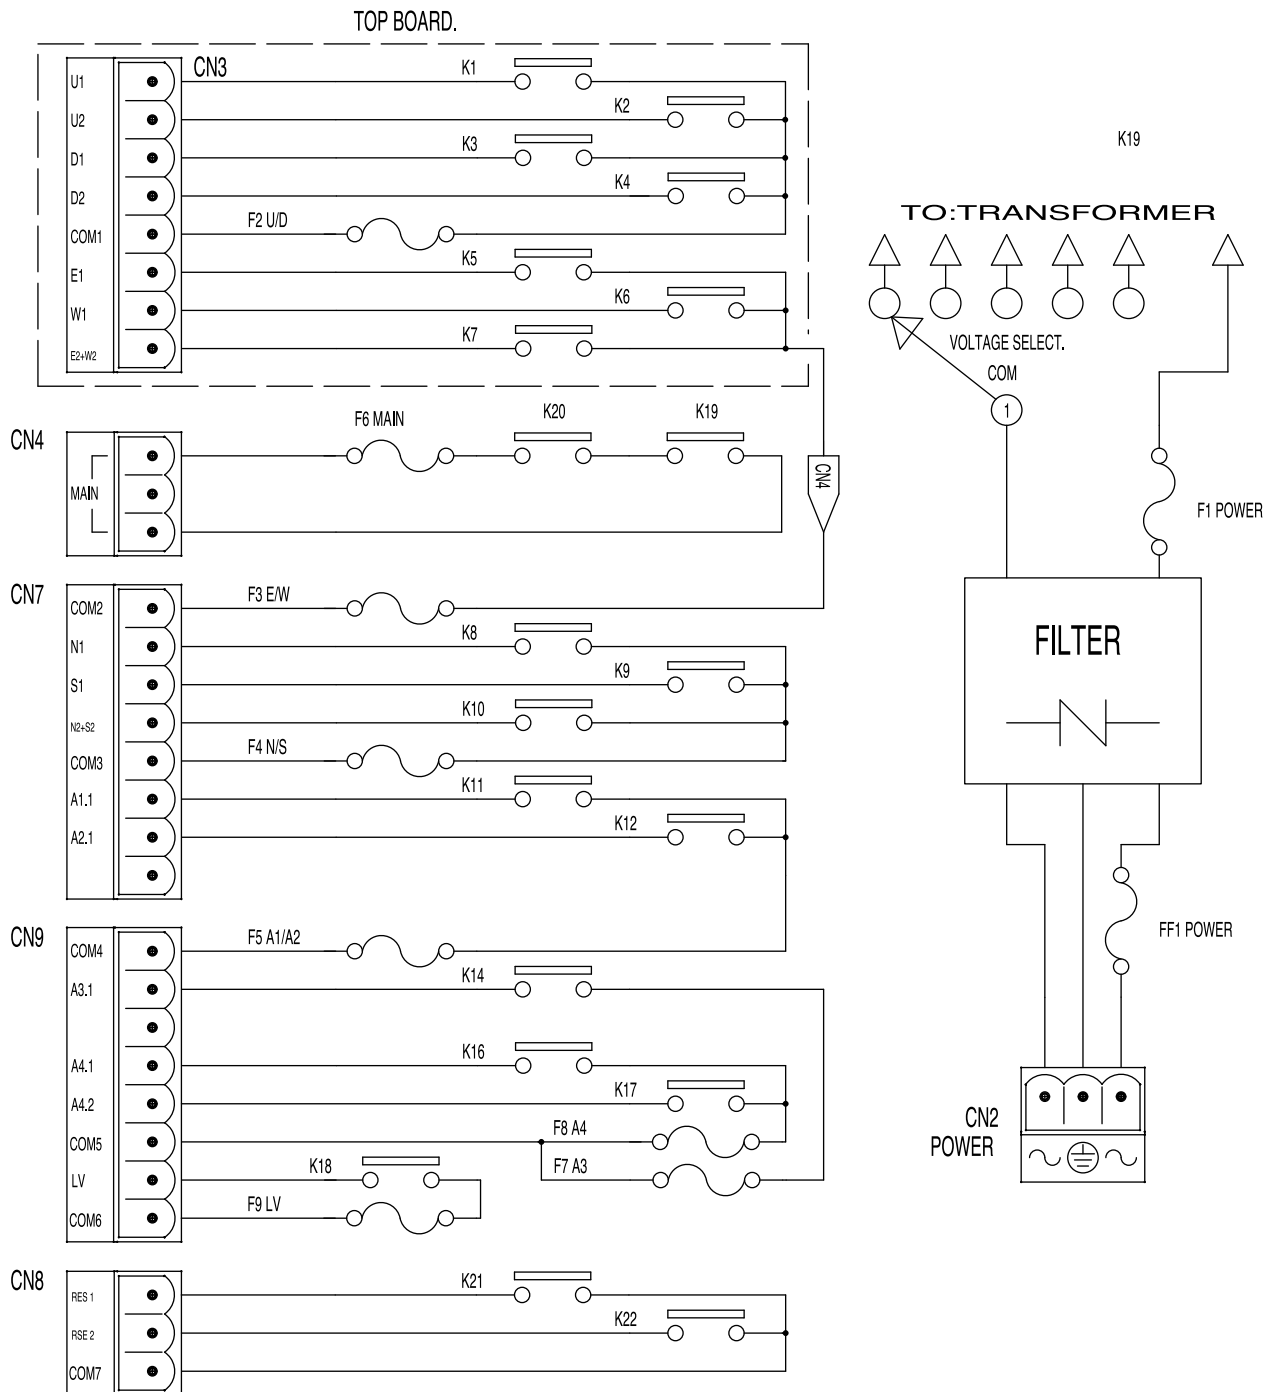 TOP BOARD.
CN3
U1
K1
U2
K2
D1
K3
D2
K4
COM1
F2 U/D
E1
K5
W1
K6
E2+W2
K7
CN4
MAIN
F6 MAIN
K20
K19
CN4
CN7
COM2
F3 E/W
N1
K8
S1
K9
N2+S2
K10
COM3
F4 N/S
A1.1
K11
A2.1
K12
CN9
COM4
F5 A1/A2
A3.1
K14
A4.1
K16
A4.2
K17
COM5
F8 A4
F7 A3
LV
K18
COM6
F9 LV
CN8
RES 1
K21
RSE 2
K22
COM7
K19
TO:TRANSFORMER
VOLTAGE SELECT.
COM
1
F1 POWER
FILTER
FF1 POWER
CN2
POWER